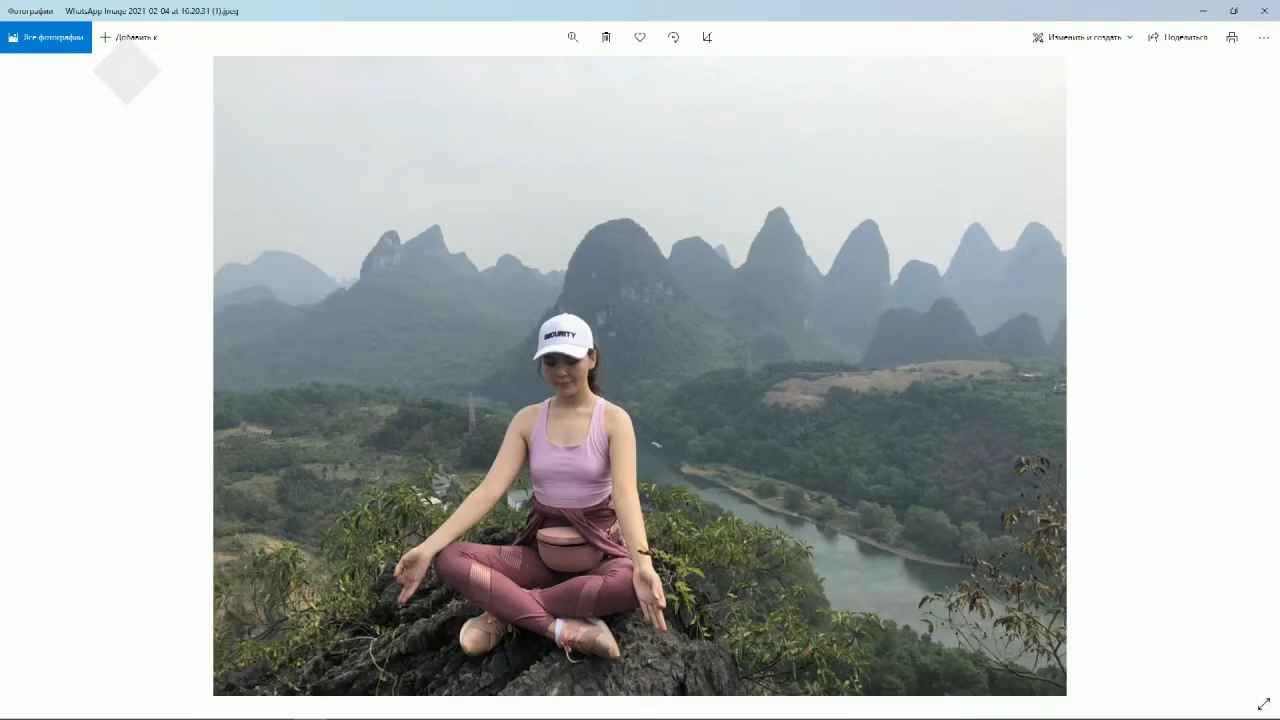 Фотографии WhatsApp Image 2021-02-04 at 16.20.31 (1).jpeg
Все фотографии
Добавить к
Изменить и создать
Поделиться
SECURITY